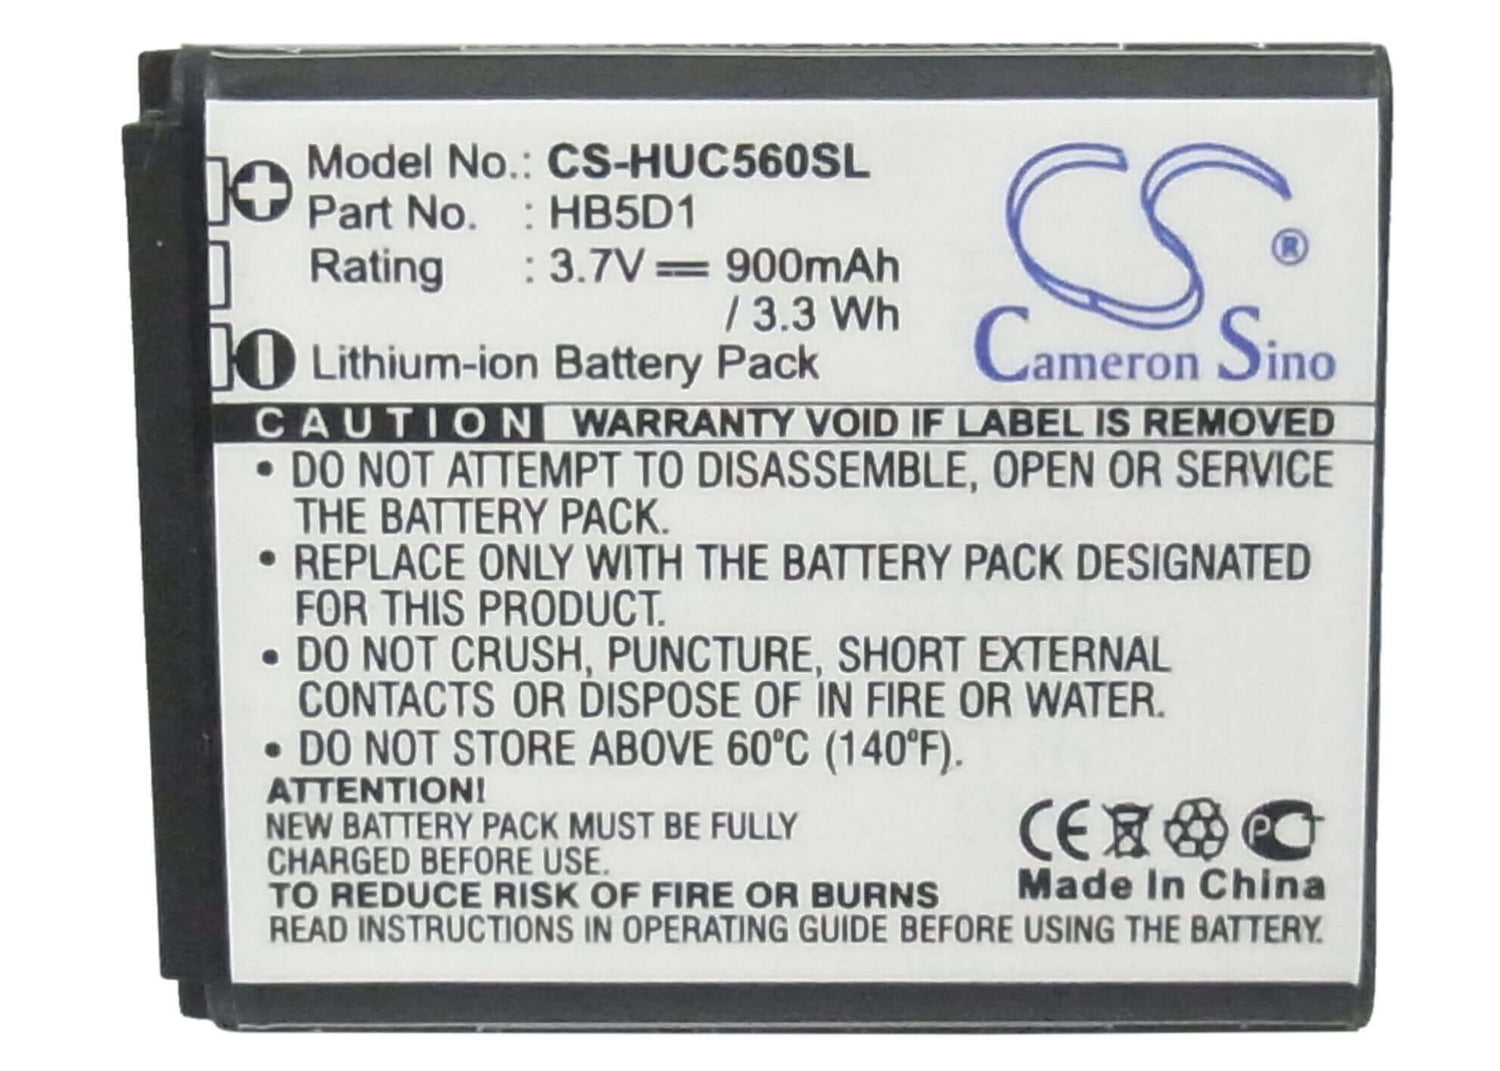 Model No.: CS-HUC560SL
Part No. : HB5D1
Rating : 3.7V 900mAh
/ 3.3 Wh
Lithium-ion Battery Pack
CS ®
Cameron Sino
CAUTION WARRANTY VOID IF LABEL IS REMOVED
• DO NOT ATTEMPT TO DISASSEMBLE, OPEN OR SERVICE
THE BATTERY PACK.
• REPLACE ONLY WITH THE BATTERY PACK DESIGNATED
FOR THIS PRODUCT.
• DO NOT CRUSH, PUNCTURE, SHORT EXTERNAL
CONTACTS OR DISPOSE OF IN FIRE OR WATER.
• DO NOT STORE ABOVE 60°C (140°F).
ATTENTION!
NEW BATTERY PACK MUST BE FULLY
CHARGED BEFORE USE.
TO REDUCE RISK OF FIRE OR BURNS
READ INSTRUCTIONS IN OPERATING GUIDE BEFORE USING THE BATTERY.
CE
Made In China